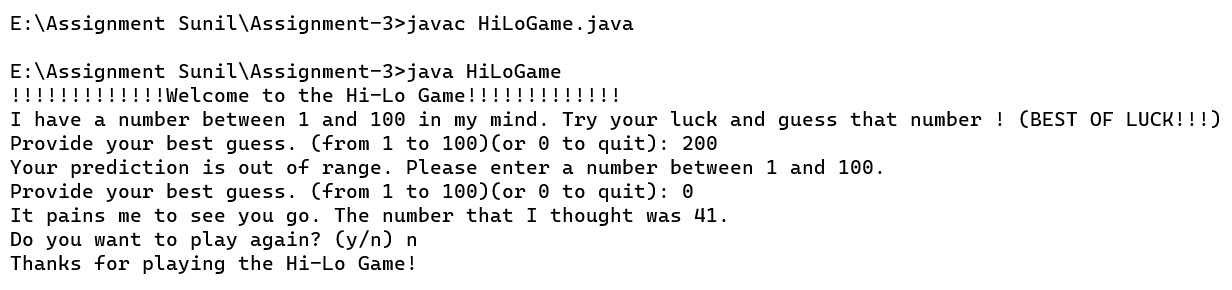 E:\Assignment Sunil\Assignment-3>javac HiLoGame.java
E:\Assignment Sunil\Assignment-3>java HiLoGame
!!!!!!!!!!!!!Welcome to the Hi-Lo Game!!!!!!!!!!!!!
I have a number between 1 and 100 in my mind. Try your luck and guess that number ! (BEST OF LUCK!!!)
Provide your best guess. (from 1 to 100)(or 0 to quit): 200
Your prediction is out of range. Please enter a number between 1 and 100.
Provide your best guess. (from 1 to 100)(or 0 to quit): 0
It pains me to see you go. The number that I thought was 41.
Do you want to play again? (y/n) n
Thanks for playing the Hi-Lo Game!